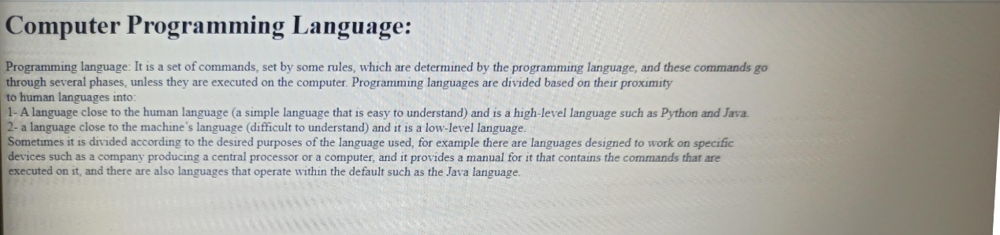 Computer Programming Language:
Programming language: It is a set of commands, set by some rules, which are determined by the programming language, and these commands go
through several phases, unless they are executed on the computer. Programming languages are divided based on their proximity
to human languages into:
1- A language close to the human language (a simple language that is easy to understand) and is a high-level language such as Python and Java.
2- a language close to the machine's language (difficult to understand) and it is a low-level language.
Sometimes it is divided according to the desired purposes of the language used, for example there are languages designed to work on specific
devices such as a company producing a central processor or a computer, and it provides a manual for it that contains the commands that are
executed on it, and there are also languages that operate within the default such as the Java language.